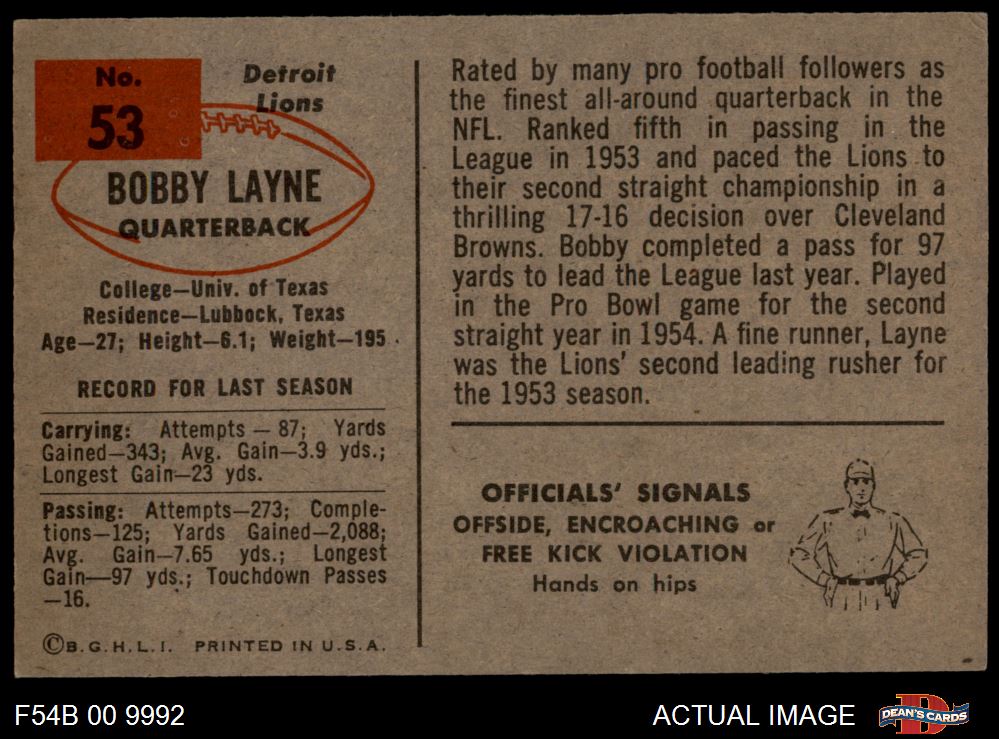 No.
53
Detroit
Lions
BOBBY LAYNE
QUARTERBACK
College—Univ. of Texas
Residence—Lubbock, Texas
Age—27; Height—6.1; Weight—195
RECORD FOR LAST SEASON
Carrying: Attempts — 87; Yards
Gained—343; Avg. Gain—3.9 yds.;
Longest Gain—23 yds.
Passing: Attempts—273; Comple-
tions—125; Yards Gained—2,088;
Avg. Gain—7.65 yds.; Longest
Gain—97 yds.; Touchdown Passes
—16.
©B.G.H.L.I. PRINTED IN U.S.A.
Rated by many pro football followers as
the finest all-around quarterback in the
NFL. Ranked fifth in passing in the
League in 1953 and paced the Lions to
their second straight championship in a
thrilling 17-16 decision over Cleveland
Browns. Bobby completed a pass for 97
yards to lead the League last year. Played
in the Pro Bowl game for the second
straight year in 1954. A fine runner, Layne
was the Lions' second leading rusher for
the 1953 season.
OFFICIALS' SIGNALS
OFFSIDE, ENCROACHING or
FREE KICK VIOLATION
Hands on hips
F54B 00 9992
ACTUAL IMAGE
D
DEAN'S CARDS